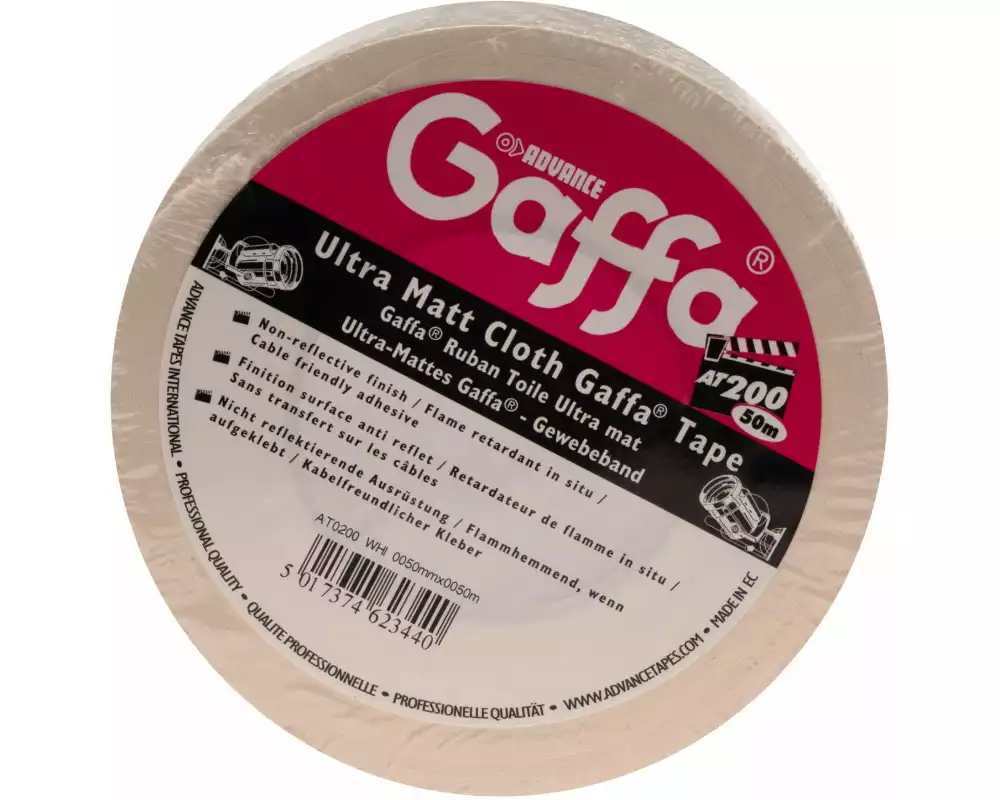 ADVANCE
Gaffa®
AT200
50m
Ultra Matt Cloth Gaffa® Tape
Gaffa® Ruban Toile Ultra mat
Ultra-Mattes Gaffa® - Gewebeband
Non-reflective finish / Flame retardant in situ /
Cable friendly adhesive
Finition surface anti reflet / Retardateur de flamme in situ /
Sans transfert sur les câbles
Nicht reflektierende Ausrüstung / Flammhemmend, wenn
aufgeklebt / Kabelfreundlicher Kleber
AT0200 WHI 0050mmx0050m
5 017374 623440
ADVANCE TAPES INTERNATIONAL • PROFESSIONAL QUALITY • QUALITE PROFESSIONNELLE • PROFESSIONELLE QUALITÄT • WWW.ADVANCETAPES.COM • MADE IN EC